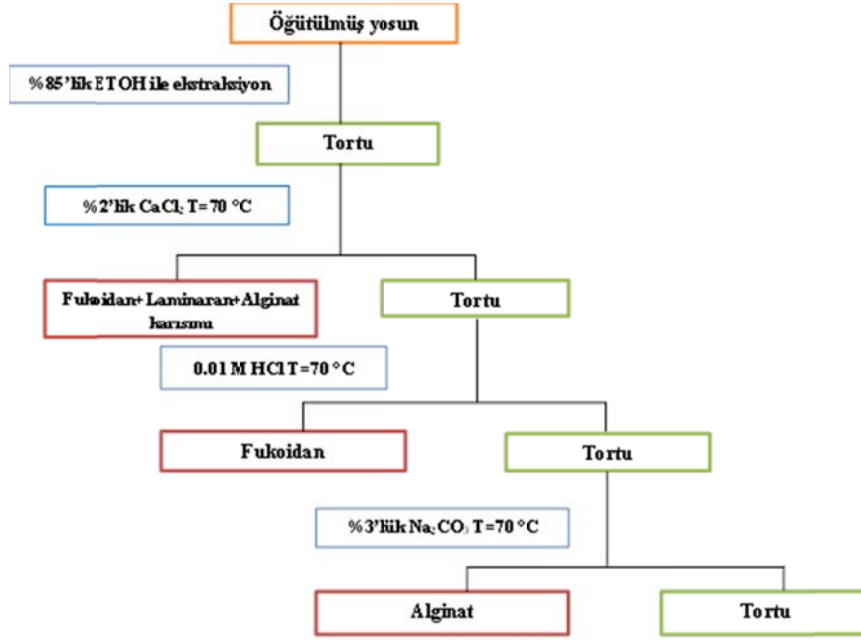 Öğütülmüş yosun
%85'lik ETOH ile ekstraksiyon
Tortu
%2'lik CaCl₂ T=70 °C
Fukoidan+Laminaran+Alginat
karışımı
Tortu
0.01 M HCl T=70 °C
Fukoidan
Tortu
%3'lük Na₂CO₃ T=70 °C
Alginat
Tortu